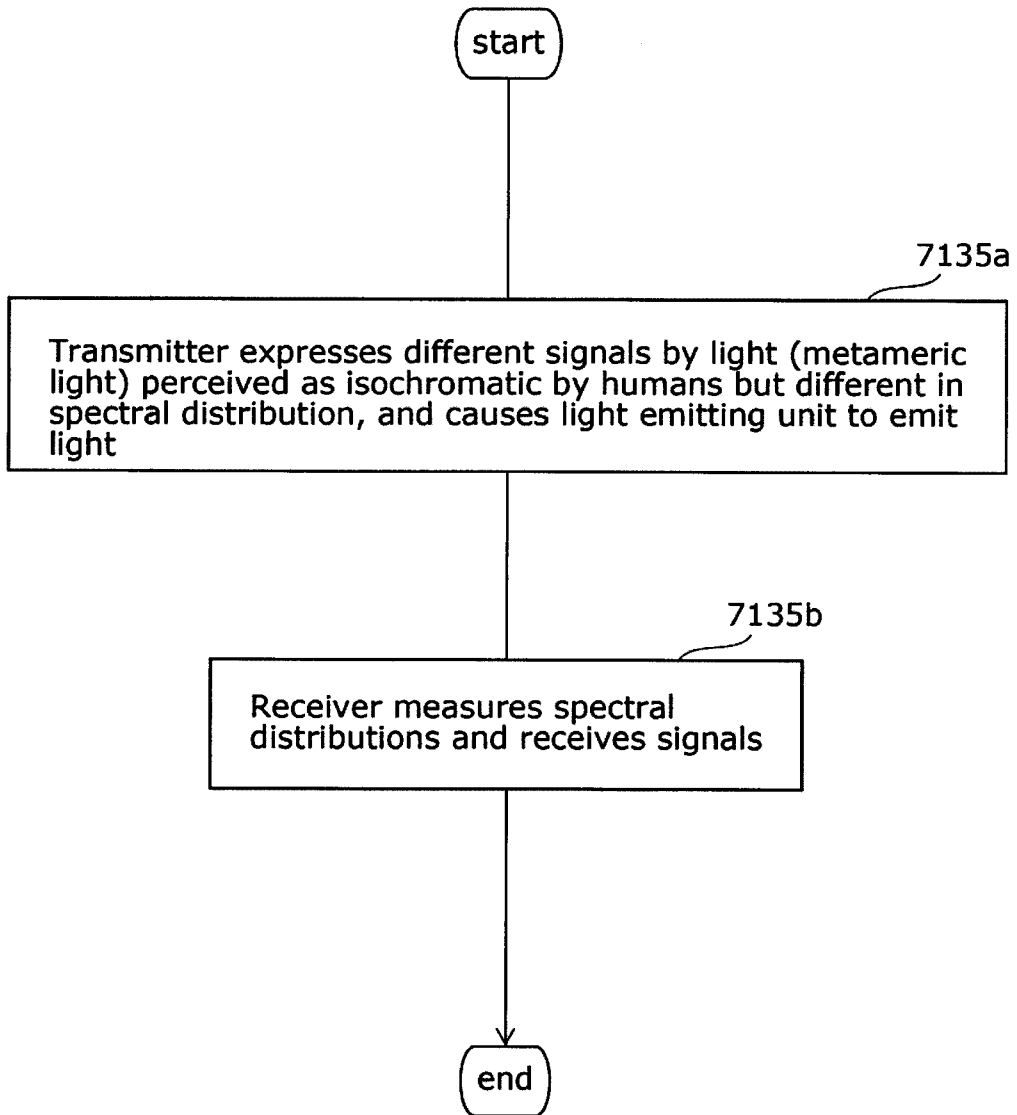 start
7135a
Transmitter expresses different signals by light (metameric
light) perceived as isochromatic by humans but different in
spectral distribution, and causes light emitting unit to emit
light
7135b
Receiver measures spectral
distributions and receives signals
end